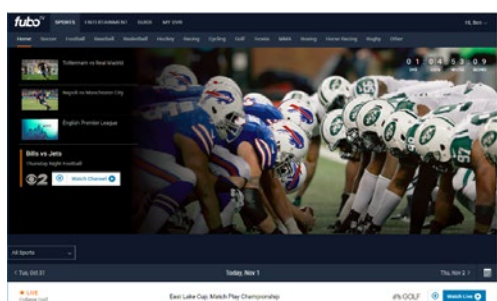 fubo TV SPORTS ENTERTAINMENT GUIDE MY DVR Hi, Ben
Home Soccer Football Baseball Basketball Hockey Racing Cycling Golf Tennis MMA Boxing Horse Racing Rugby Other
Tottenham vs Real Madrid
01 04 53 09
Napoli vs Manchester City
English Premier League
Bills vs Jets
Thursday Night Football
2 Watch Channel
All Sports
Tue, Oct 31 Today, Nov 1 Thu, Nov 2
LIVE
East Lake Cup: Match Play Championship
GOLF Watch Live